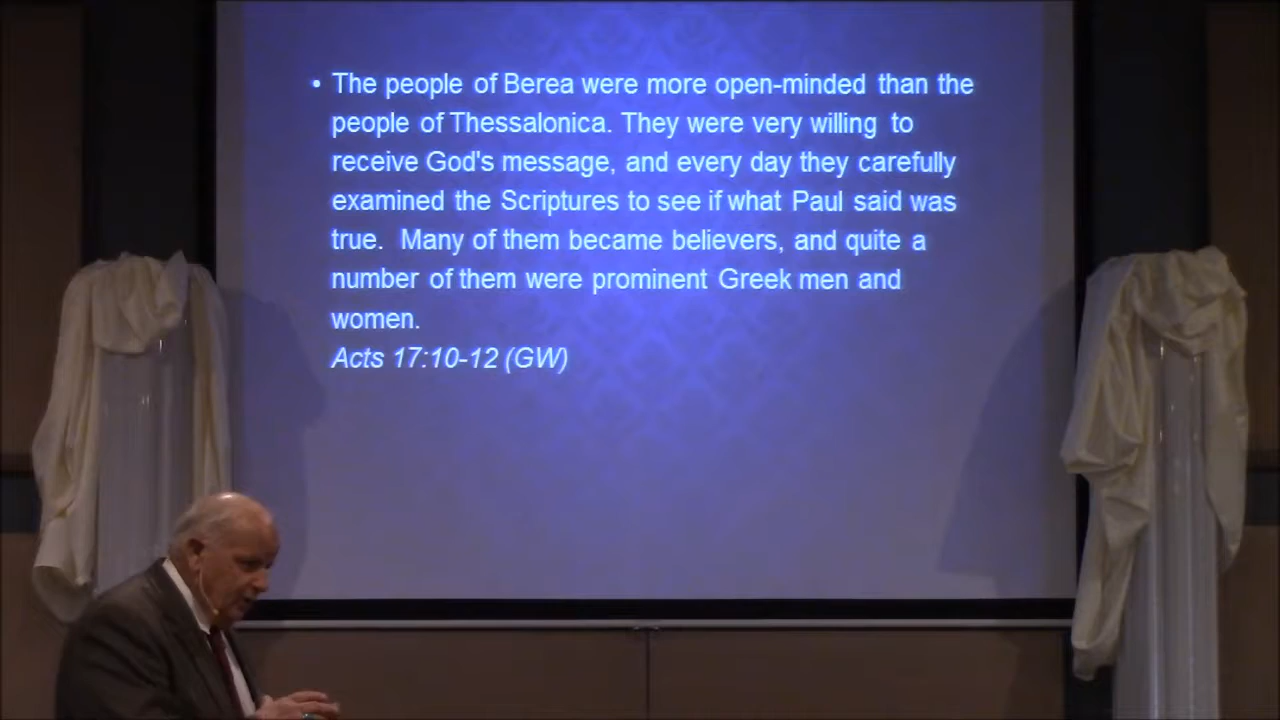 • The people of Berea were more open-minded than the
people of Thessalonica. They were very willing to
receive God's message, and every day they carefully
examined the Scriptures to see if what Paul said was
true. Many of them became believers, and quite a
number of them were prominent Greek men and
women.
Acts 17:10-12 (GW)